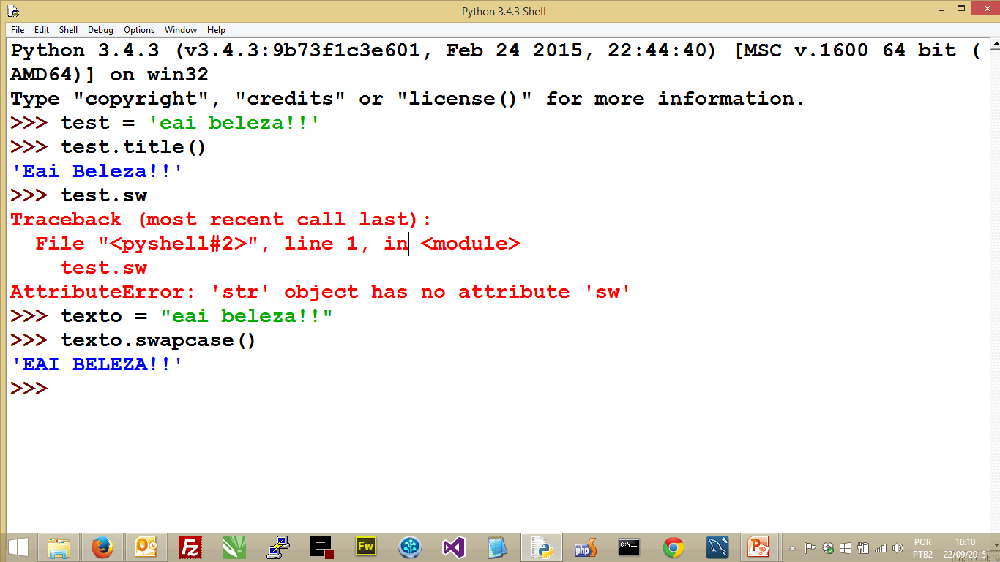 Python 3.4.3 Shell
File Edit Shell Debug Options Window Help
Python 3.4.3 (v3.4.3:9b73f1c3e601, Feb 24 2015, 22:44:40) [MSC v.1600 64 bit (
AMD64)] on win32
Type "copyright", "credits" or "license()" for more information.
>>> test = 'eai beleza!!'
>>> test.title()
'Eai Beleza!!'
>>> test.sw
Traceback (most recent call last):
  File "<pyshell#2>", line 1, in <module>
    test.sw
AttributeError: 'str' object has no attribute 'sw'
>>> texto = "eai beleza!!"
>>> texto.swapcase()
'EAI BELEZA!!'
>>>
Fz
Fw
php
C:\
POR
PTB2
18:10
22/09/2015